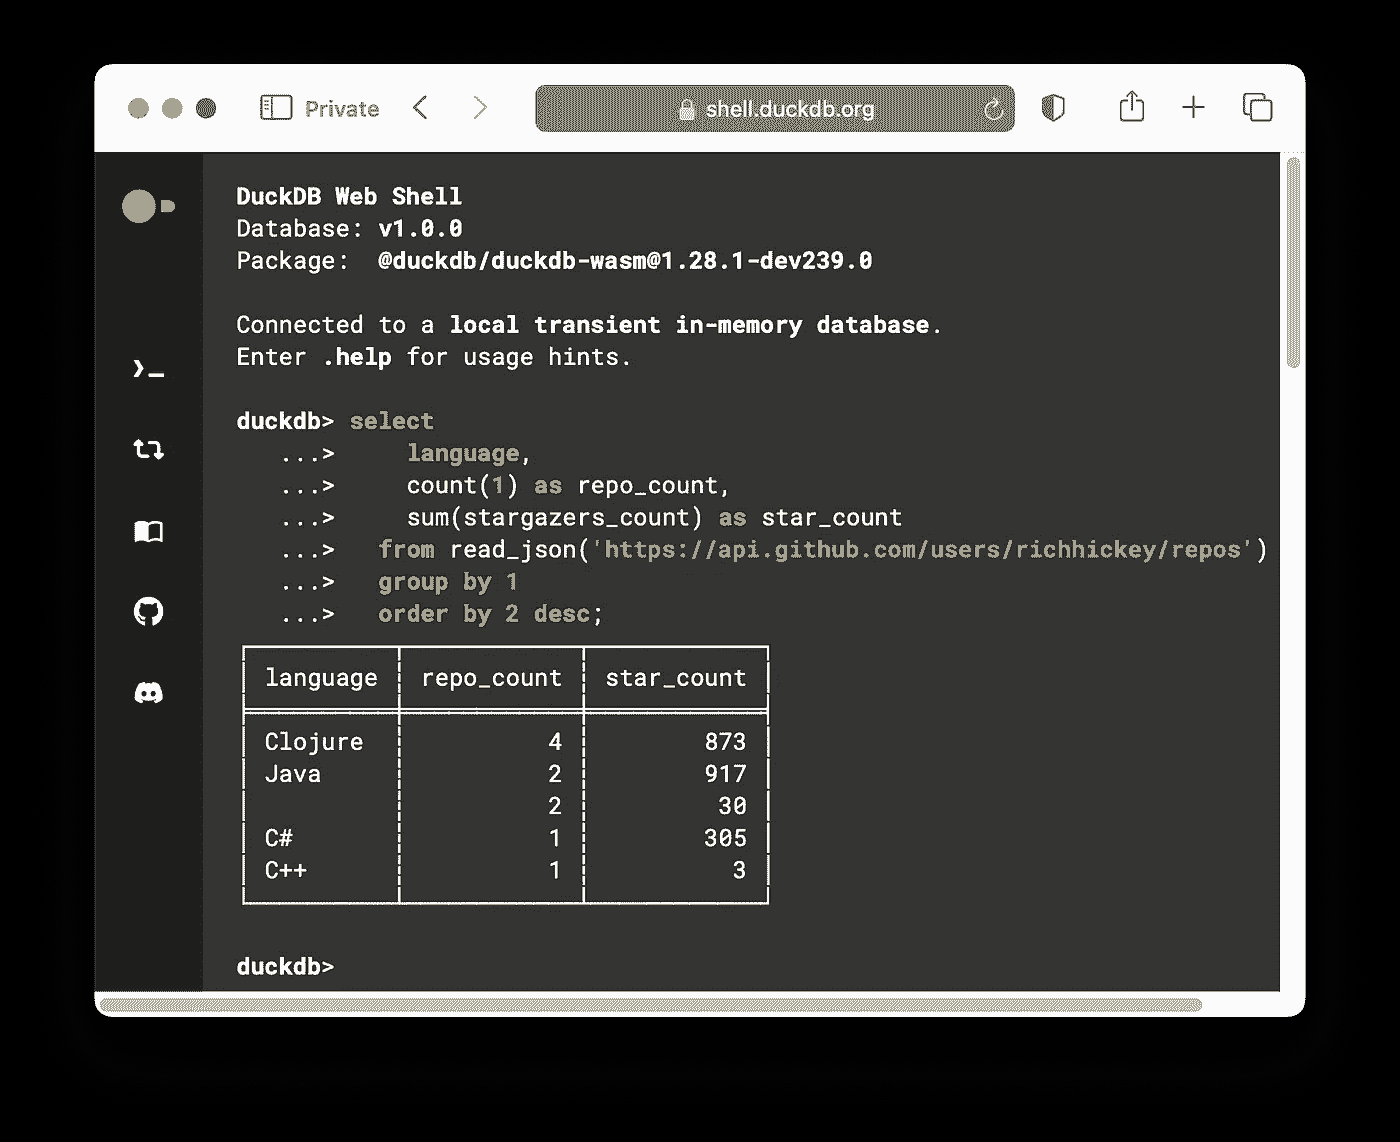 Private
shell.duckdb.org
DuckDB Web Shell
Database: v1.0.0
Package:  @duckdb/duckdb-wasm@1.28.1-dev239.0
Connected to a local transient in-memory database.
Enter .help for usage hints.
duckdb> select
...>     language,
...>     count(1) as repo_count,
...>     sum(stargazers_count) as star_count
...>   from read_json('https://api.github.com/users/richhickey/repos')
...>   group by 1
...>   order by 2 desc;
language repo_count star_count
Clojure 4 873
Java 2 917
2 30
C# 1 305
C++ 1 3
duckdb>